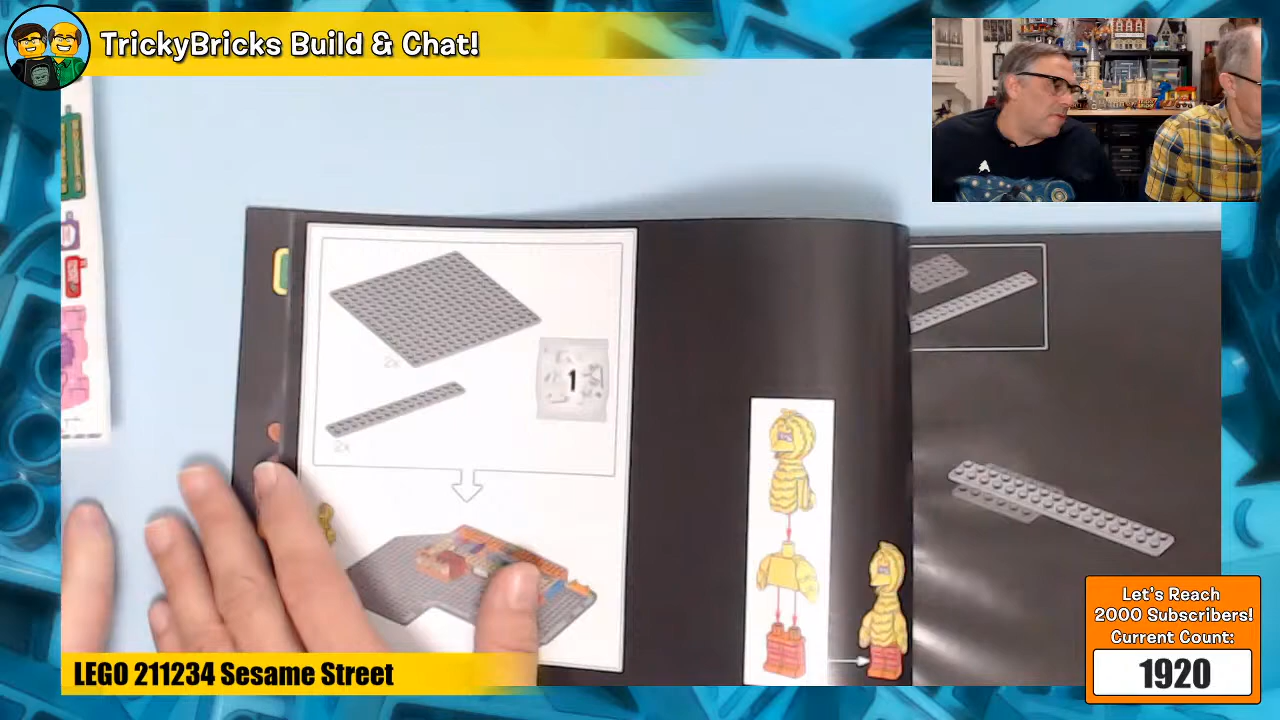 TrickyBricks Build & Chat!
2x
1
2x
LEGO 211234 Sesame Street
Let's Reach
2000 Subscribers!
Current Count:
1920